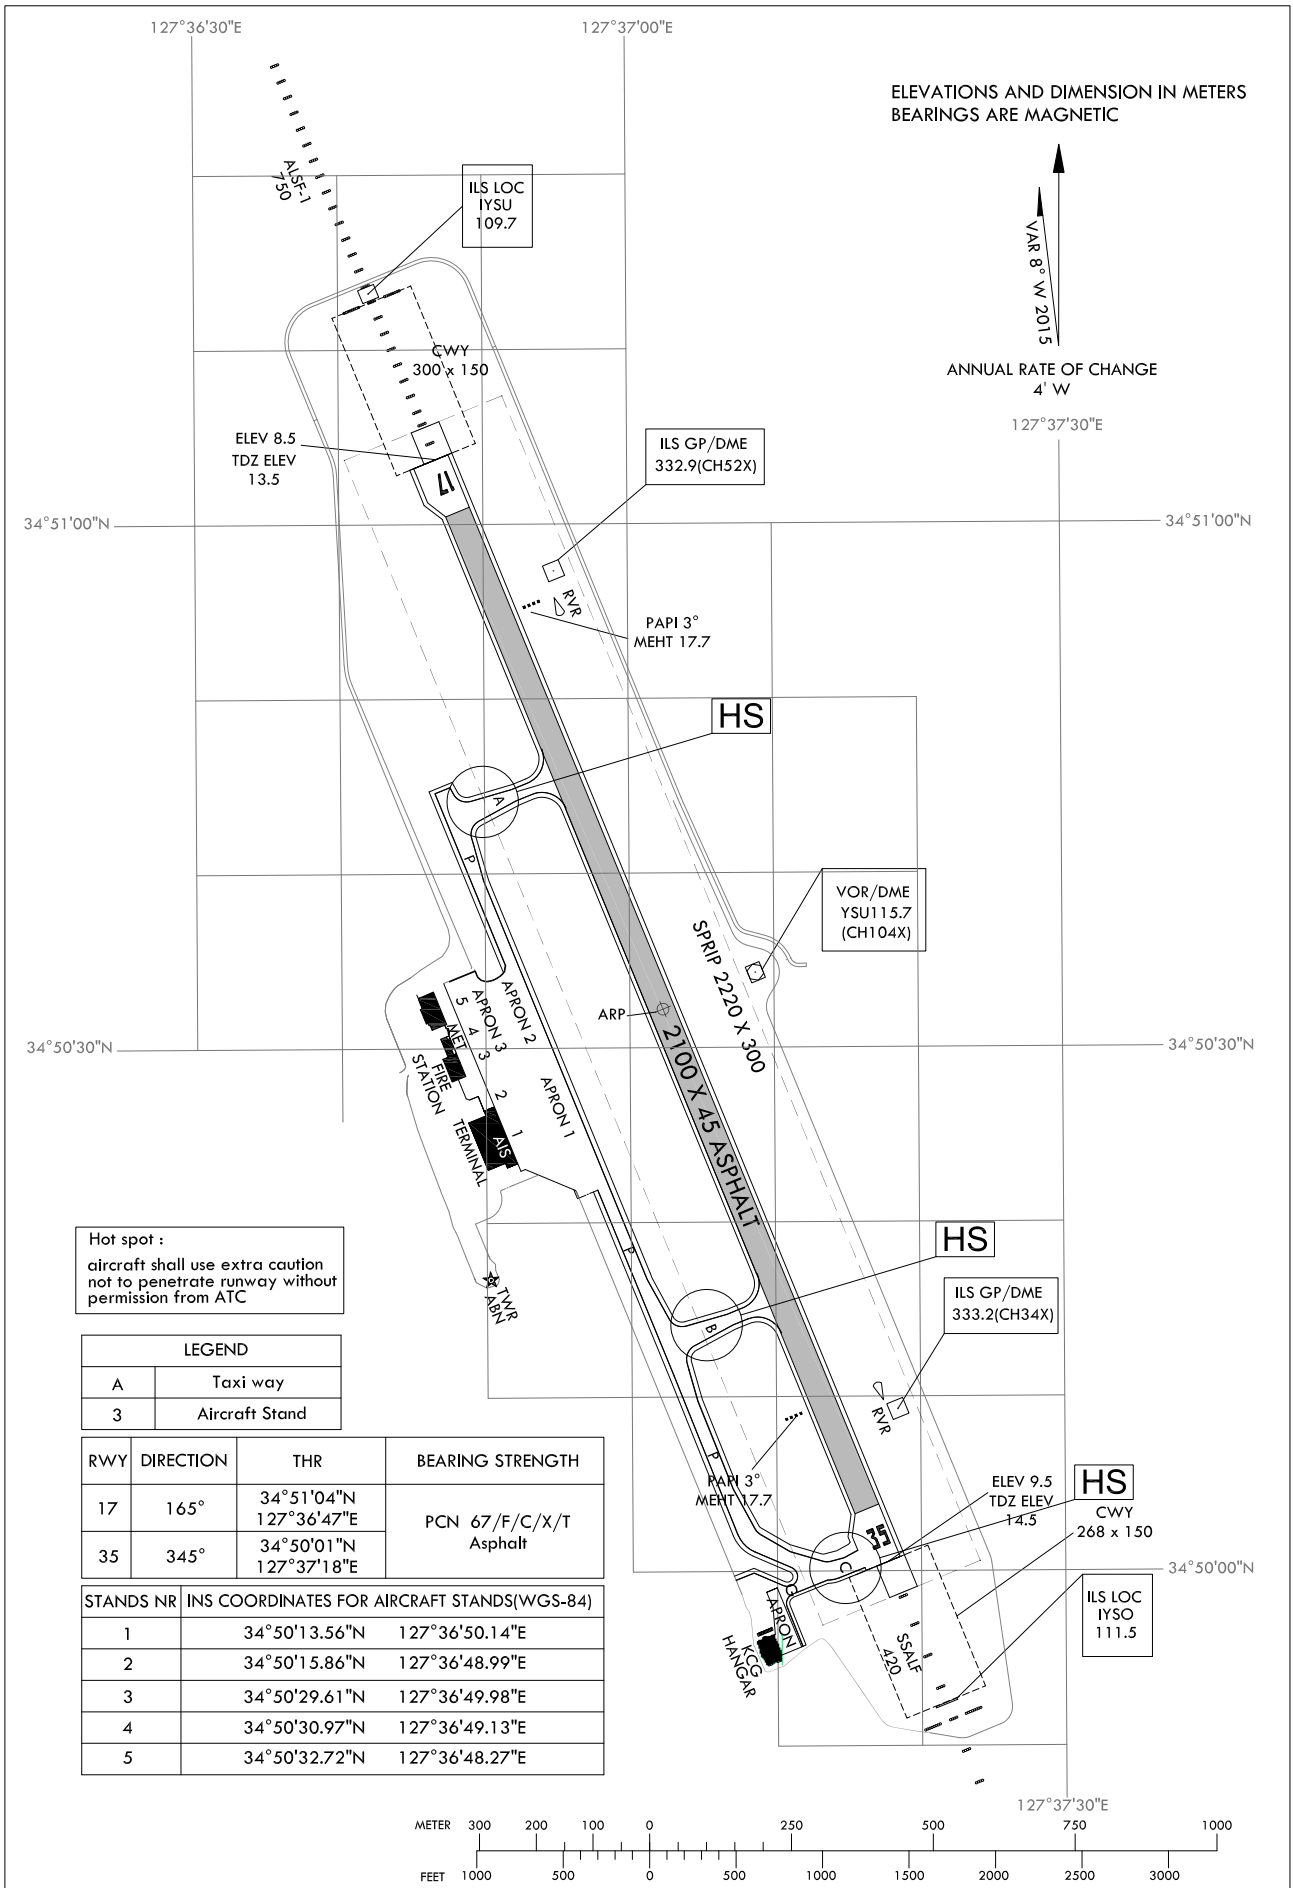 127°36'30"E
127°37'00"E
ELEVATIONS AND DIMENSION IN METERS
BEARINGS ARE MAGNETIC
ALSF-1
750
ILS LOC
IYSU
109.7
VAR 8° W 2015
ANNUAL RATE OF CHANGE
4' W
127°37'30"E
CWY
300 x 150
ELEV 8.5
TDZ ELEV
13.5
ILS GP/DME
332.9(CH52X)
17
34°51'00"N
34°51'00"N
RVR
PAPI 3°
MEHT 17.7
HS
A
P
VOR/DME
YSU115.7
(CH104X)
SPRIP 2220 X 300
ARP
2100 X 45 ASPHALT
APRON 2
APRON 3
APRON 1
5
4
3
2
1
MET
FIRE
STATION
AIS
TERMINAL
34°50'30"N
34°50'30"N
P
HS
TWR
ABN
B
ILS GP/DME
333.2(CH34X)
RVR
P
PAPI 3°
MEHT 17.7
ELEV 9.5
TDZ ELEV
14.5
HS
CWY
268 x 150
35
C
G
34°50'00"N
APRON
KCG
HANGAR
SSALF
420
ILS LOC
IYSO
111.5
127°37'30"E
Hot spot :
aircraft shall use extra caution
not to penetrate runway without
permission from ATC
LEGEND
A Taxi way
3 Aircraft Stand
RWY DIRECTION THR BEARING STRENGTH
17 165° 34°51'04"N
127°36'47"E
35 345° 34°50'01"N
127°37'18"E
PCN 67/F/C/X/T
Asphalt
STANDS NR INS COORDINATES FOR AIRCRAFT STANDS(WGS-84)
1 34°50'13.56"N 127°36'50.14"E
2 34°50'15.86"N 127°36'48.99"E
3 34°50'29.61"N 127°36'49.98"E
4 34°50'30.97"N 127°36'49.13"E
5 34°50'32.72"N 127°36'48.27"E
METER 300 200 100 0 250 500 750 1000
FEET 1000 500 0 500 1000 1500 2000 2500 3000